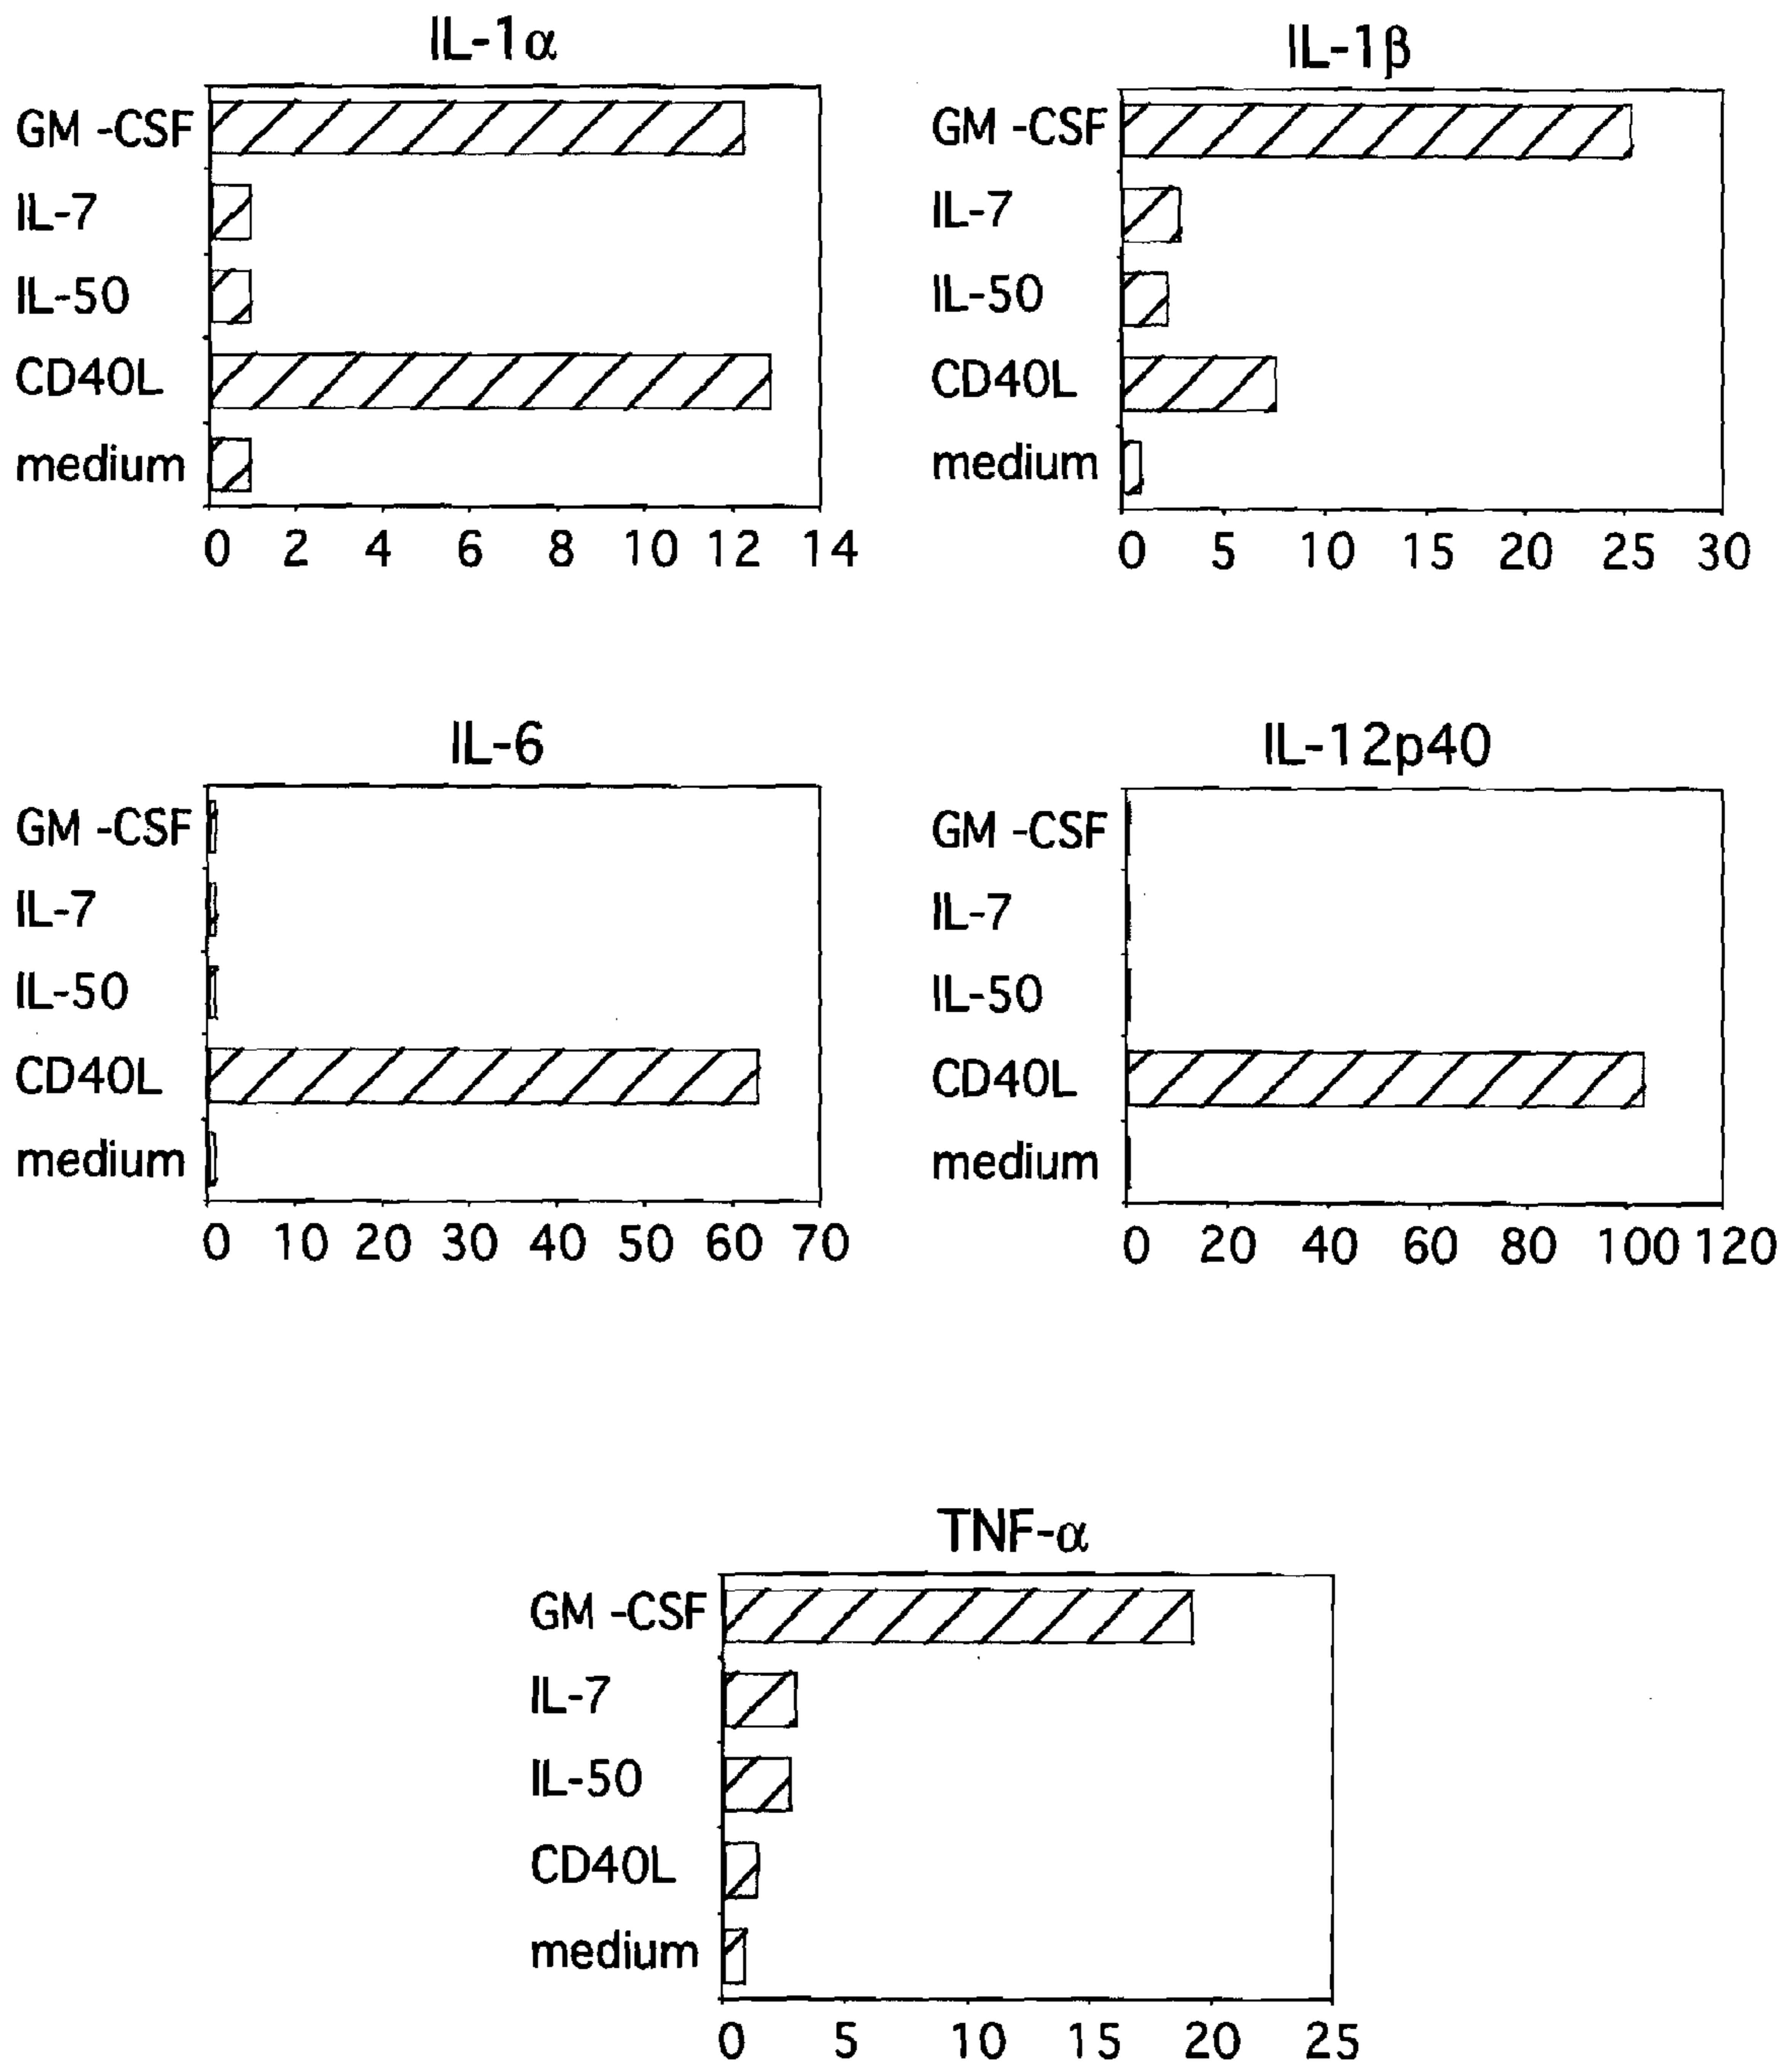 IL-1α
GM -CSF
IL-7
IL-50
CD40L
medium
0 2 4 6 8 10 12 14
IL-1β
GM -CSF
IL-7
IL-50
CD40L
medium
0 5 10 15 20 25 30
IL-6
GM -CSF
IL-7
IL-50
CD40L
medium
0 10 20 30 40 50 60 70
IL-12p40
GM -CSF
IL-7
IL-50
CD40L
medium
0 20 40 60 80 100 120
TNF-α
GM -CSF
IL-7
IL-50
CD40L
medium
0 5 10 15 20 25